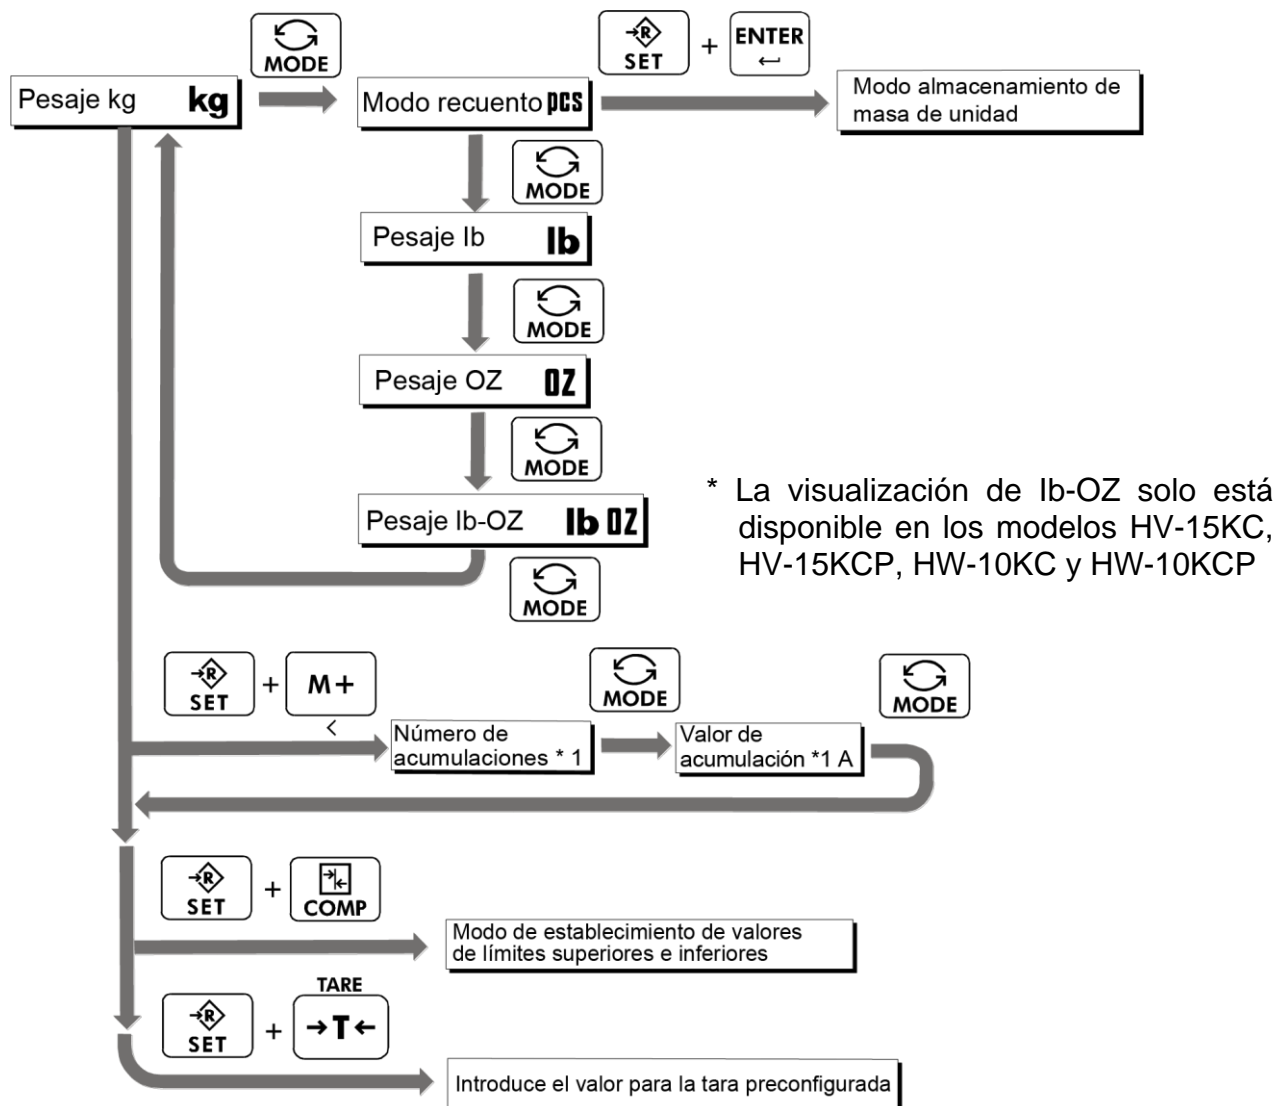 MODE
SET + ENTER
Pesaje kg kg
Modo recuento pcs
Modo almacenamiento de
masa de unidad
MODE
Pesaje lb lb
MODE
Pesaje OZ OZ
MODE
Pesaje lb-OZ lb OZ
MODE
* La visualización de lb-OZ solo está
disponible en los modelos HV-15KC,
HV-15KCP, HW-10KC y HW-10KCP
SET + M+
<
MODE
MODE
Número de
acumulaciones * 1
Valor de
acumulación *1 A
SET + COMP
Modo de establecimiento de valores
de límites superiores e inferiores
TARE
SET + →T←
Introduce el valor para la tara preconfigurada